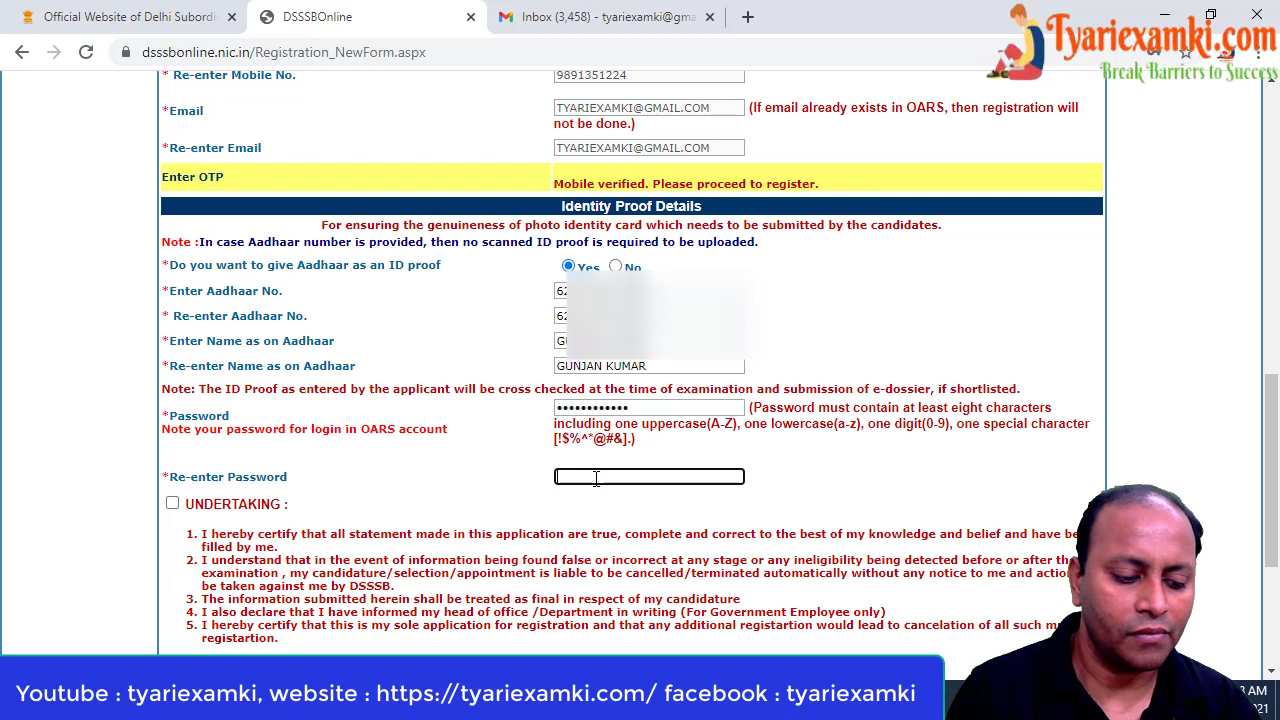 Official Website of Delhi Subordi
DSSSBOnline
Inbox (3,458) - tyariexamki@gma
Tyariexamki.com
Break Barriers to Success
dsssbonline.nic.in/Registration_NewForm.aspx
* Re-enter Mobile No.
9891351224
*Email
TYARIEXAMKI@GMAIL.COM
(If email already exists in OARS, then registration will
not be done.)
*Re-enter Email
TYARIEXAMKI@GMAIL.COM
Enter OTP
Mobile verified. Please proceed to register.
Identity Proof Details
For ensuring the genuineness of photo identity card which needs to be submitted by the candidates.
Note :In case Aadhaar number is provided, then no scanned ID proof is required to be uploaded.
*Do you want to give Aadhaar as an ID proof
Yes No
*Enter Aadhaar No.
62
* Re-enter Aadhaar No.
62
*Enter Name as on Aadhaar
*Re-enter Name as on Aadhaar
GUNJAN KUMAR
Note: The ID Proof as entered by the applicant will be cross checked at the time of examination and submission of e-dossier, if shortlisted.
*Password
Note your password for login in OARS account
(Password must contain at least eight characters
including one uppercase(A-Z), one lowercase(a-z), one digit(0-9), one special character
[!$%^*@#&].)
*Re-enter Password
UNDERTAKING :
1. I hereby certify that all statement made in this application are true, complete and correct to the best of my knowledge and belief and have be
filled by me.
2. I understand that in the event of information being found false or incorrect at any stage or any ineligibility being detected before or after the
examination , my candidature/selection/appointment is liable to be cancelled/terminated automatically without any notice to me and actio
be taken against me by DSSSB.
3. The information submitted herein shall be treated as final in respect of my candidature
4. I also declare that I have informed my head of office /Department in writing (For Government Employee only)
5. I hereby certify that this is my sole application for registration and that any additional registartion would lead to cancelation of all such m
registartion.
Youtube : tyariexamki, website : https://tyariexamki.com/ facebook : tyariexamki